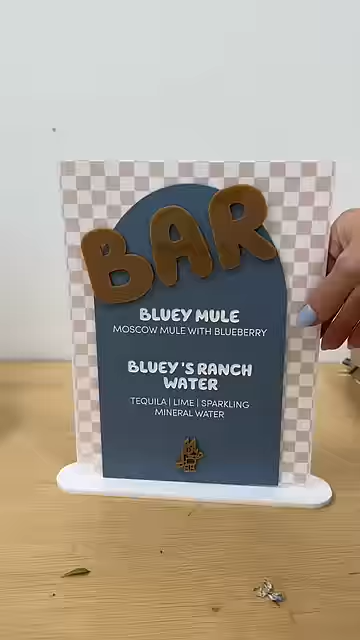 BAR
BLUEY MULE
MOSCOW MULE WITH BLUEBERRY
BLUEY'S RANCH
WATER
TEQUILA | LIME | SPARKLING
MINERAL WATER